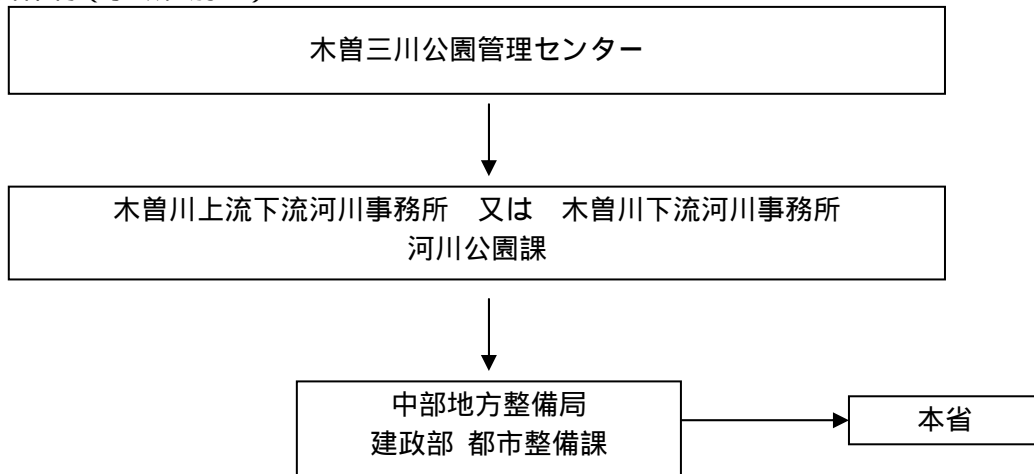 木曽三川公園管理センター
木曽川上流下流河川事務所　又は　木曽川下流河川事務所
河川公園課
中部地方整備局
建政部 都市整備課
本省